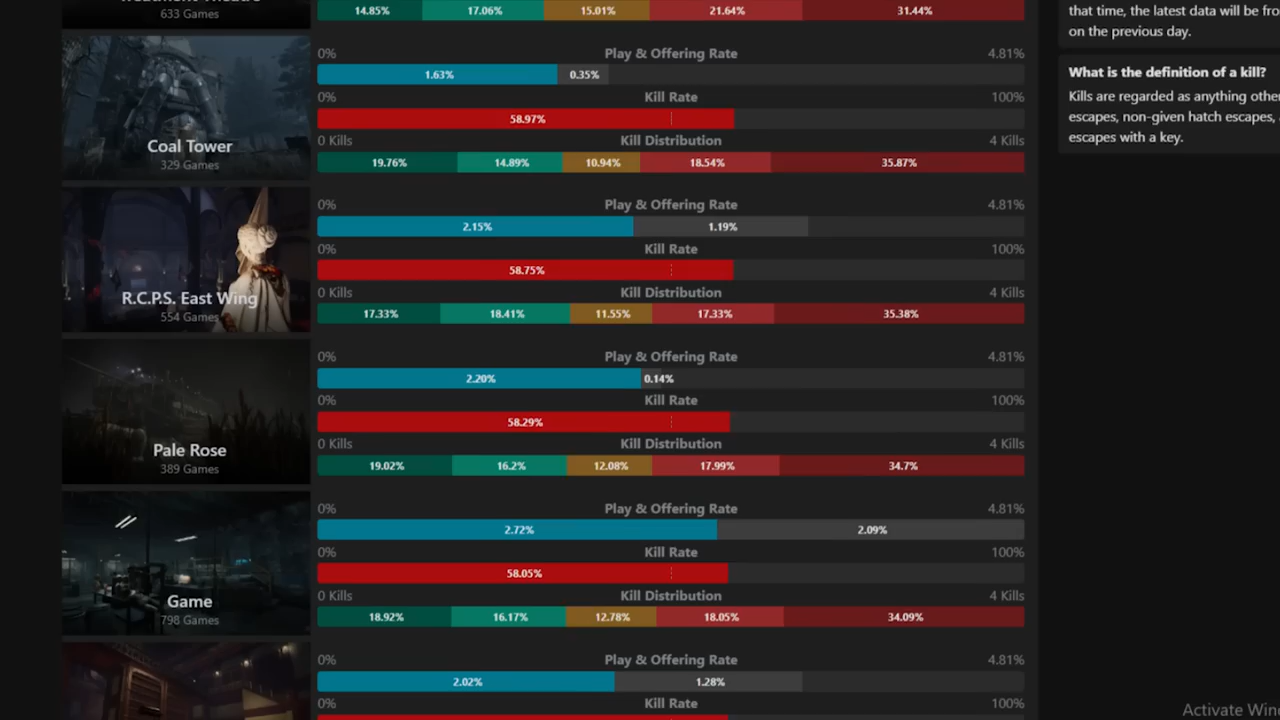 633 Games
14.85% 17.06% 15.01% 21.64% 31.44%
0% Play & Offering Rate 4.81%
1.63% 0.35%
0% Kill Rate 100%
58.97%
0 Kills Kill Distribution 4 Kills
19.76% 14.89% 10.94% 18.54% 35.87%
Coal Tower
329 Games
0% Play & Offering Rate 4.81%
2.15% 1.19%
0% Kill Rate 100%
58.75%
0 Kills Kill Distribution 4 Kills
17.33% 18.41% 11.55% 17.33% 35.38%
R.C.P.S. East Wing
554 Games
0% Play & Offering Rate 4.81%
2.20% 0.14%
0% Kill Rate 100%
58.29%
0 Kills Kill Distribution 4 Kills
19.02% 16.2% 12.08% 17.99% 34.7%
Pale Rose
389 Games
0% Play & Offering Rate 4.81%
2.72% 2.09%
0% Kill Rate 100%
58.05%
0 Kills Kill Distribution 4 Kills
18.92% 16.17% 12.78% 18.05% 34.09%
Game
798 Games
0% Play & Offering Rate 4.81%
2.02% 1.28%
0% Kill Rate 100%
that time, the latest data will be fro
on the previous day.
What is the definition of a kill?
Kills are regarded as anything othe
escapes, non-given hatch escapes,
escapes with a key.
Activate Win